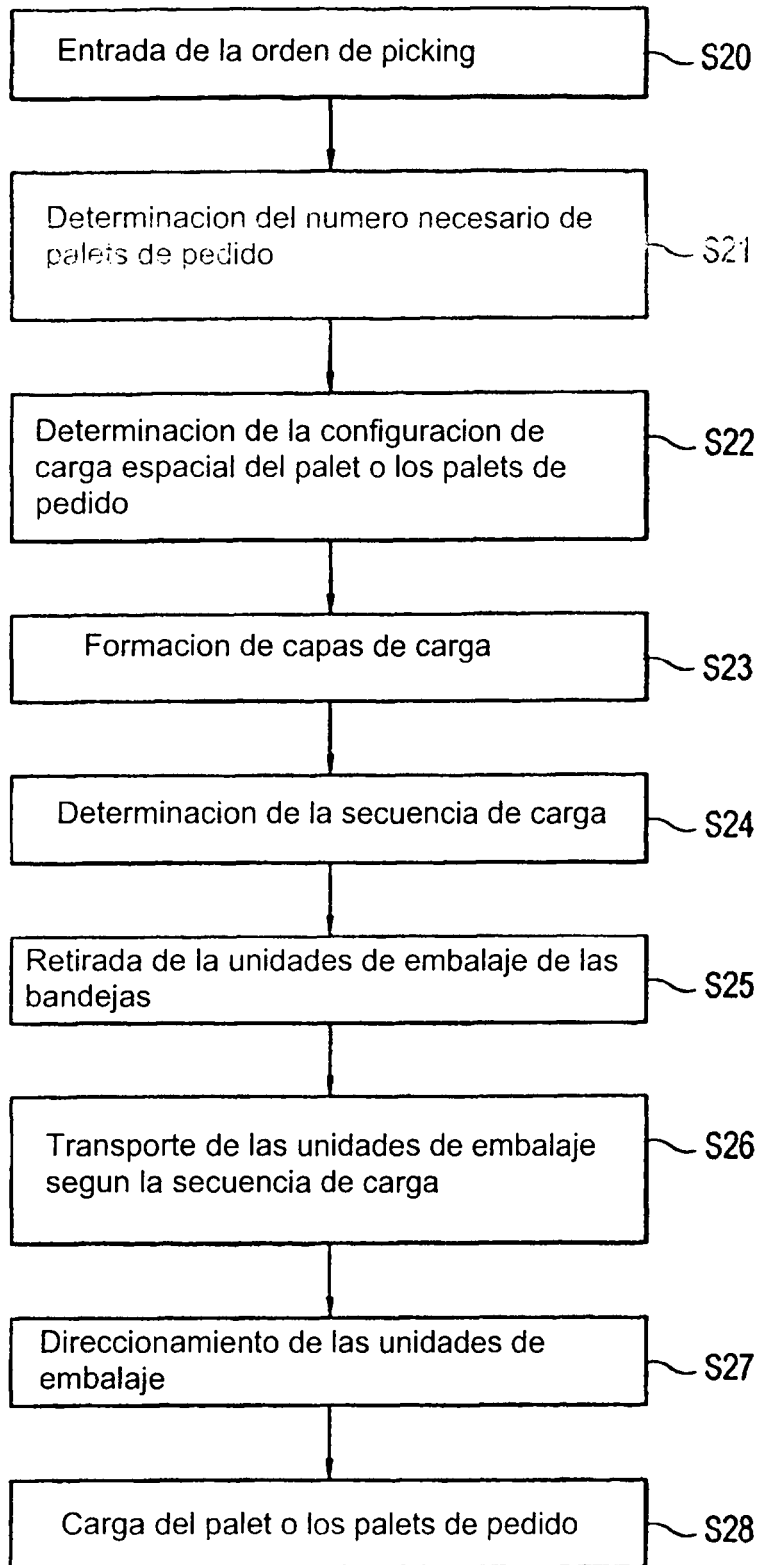 Entrada de la orden de picking
S20
Determinacion del numero necesario de
palets de pedido
S21
Determinacion de la configuracion de
carga espacial del palet o los palets de
pedido
S22
Formacion de capas de carga
S23
Determinacion de la secuencia de carga
S24
Retirada de la unidades de embalaje de las
bandejas
S25
Transporte de las unidades de embalaje
segun la secuencia de carga
S26
Direccionamiento de las unidades de
embalaje
S27
Carga del palet o los palets de pedido
S28